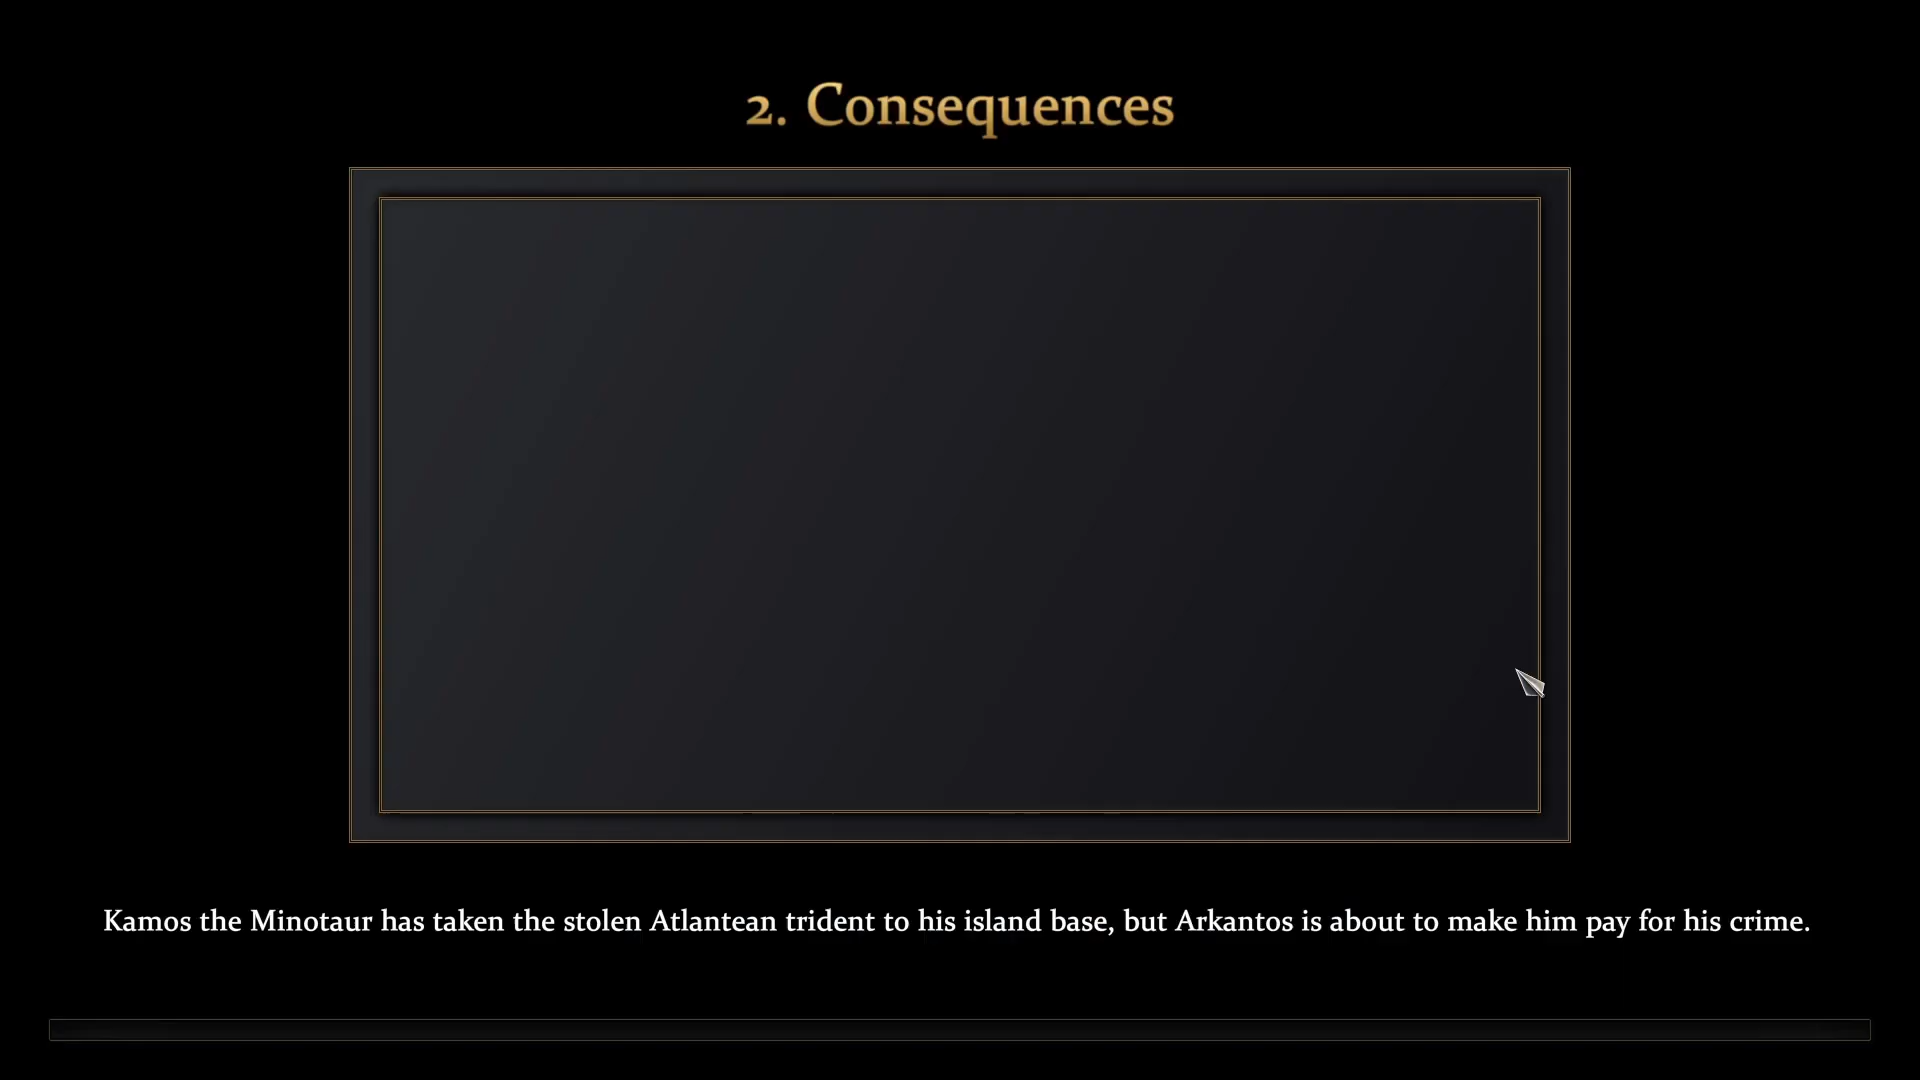 2. Consequences
Kamos the Minotaur has taken the stolen Atlantean trident to his island base, but Arkantos is about to make him pay for his crime.